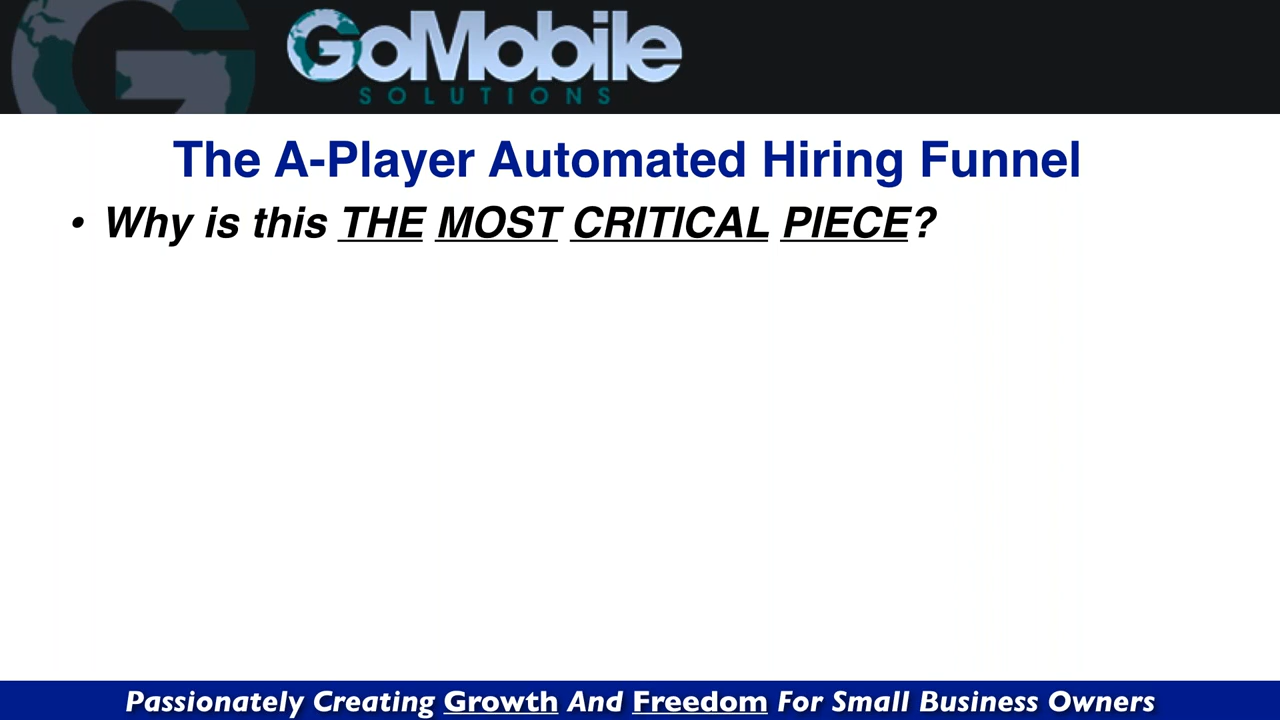 GoMobile
SOLUTIONS
The A-Player Automated Hiring Funnel
• Why is this THE MOST CRITICAL PIECE?
Passionately Creating Growth And Freedom For Small Business Owners